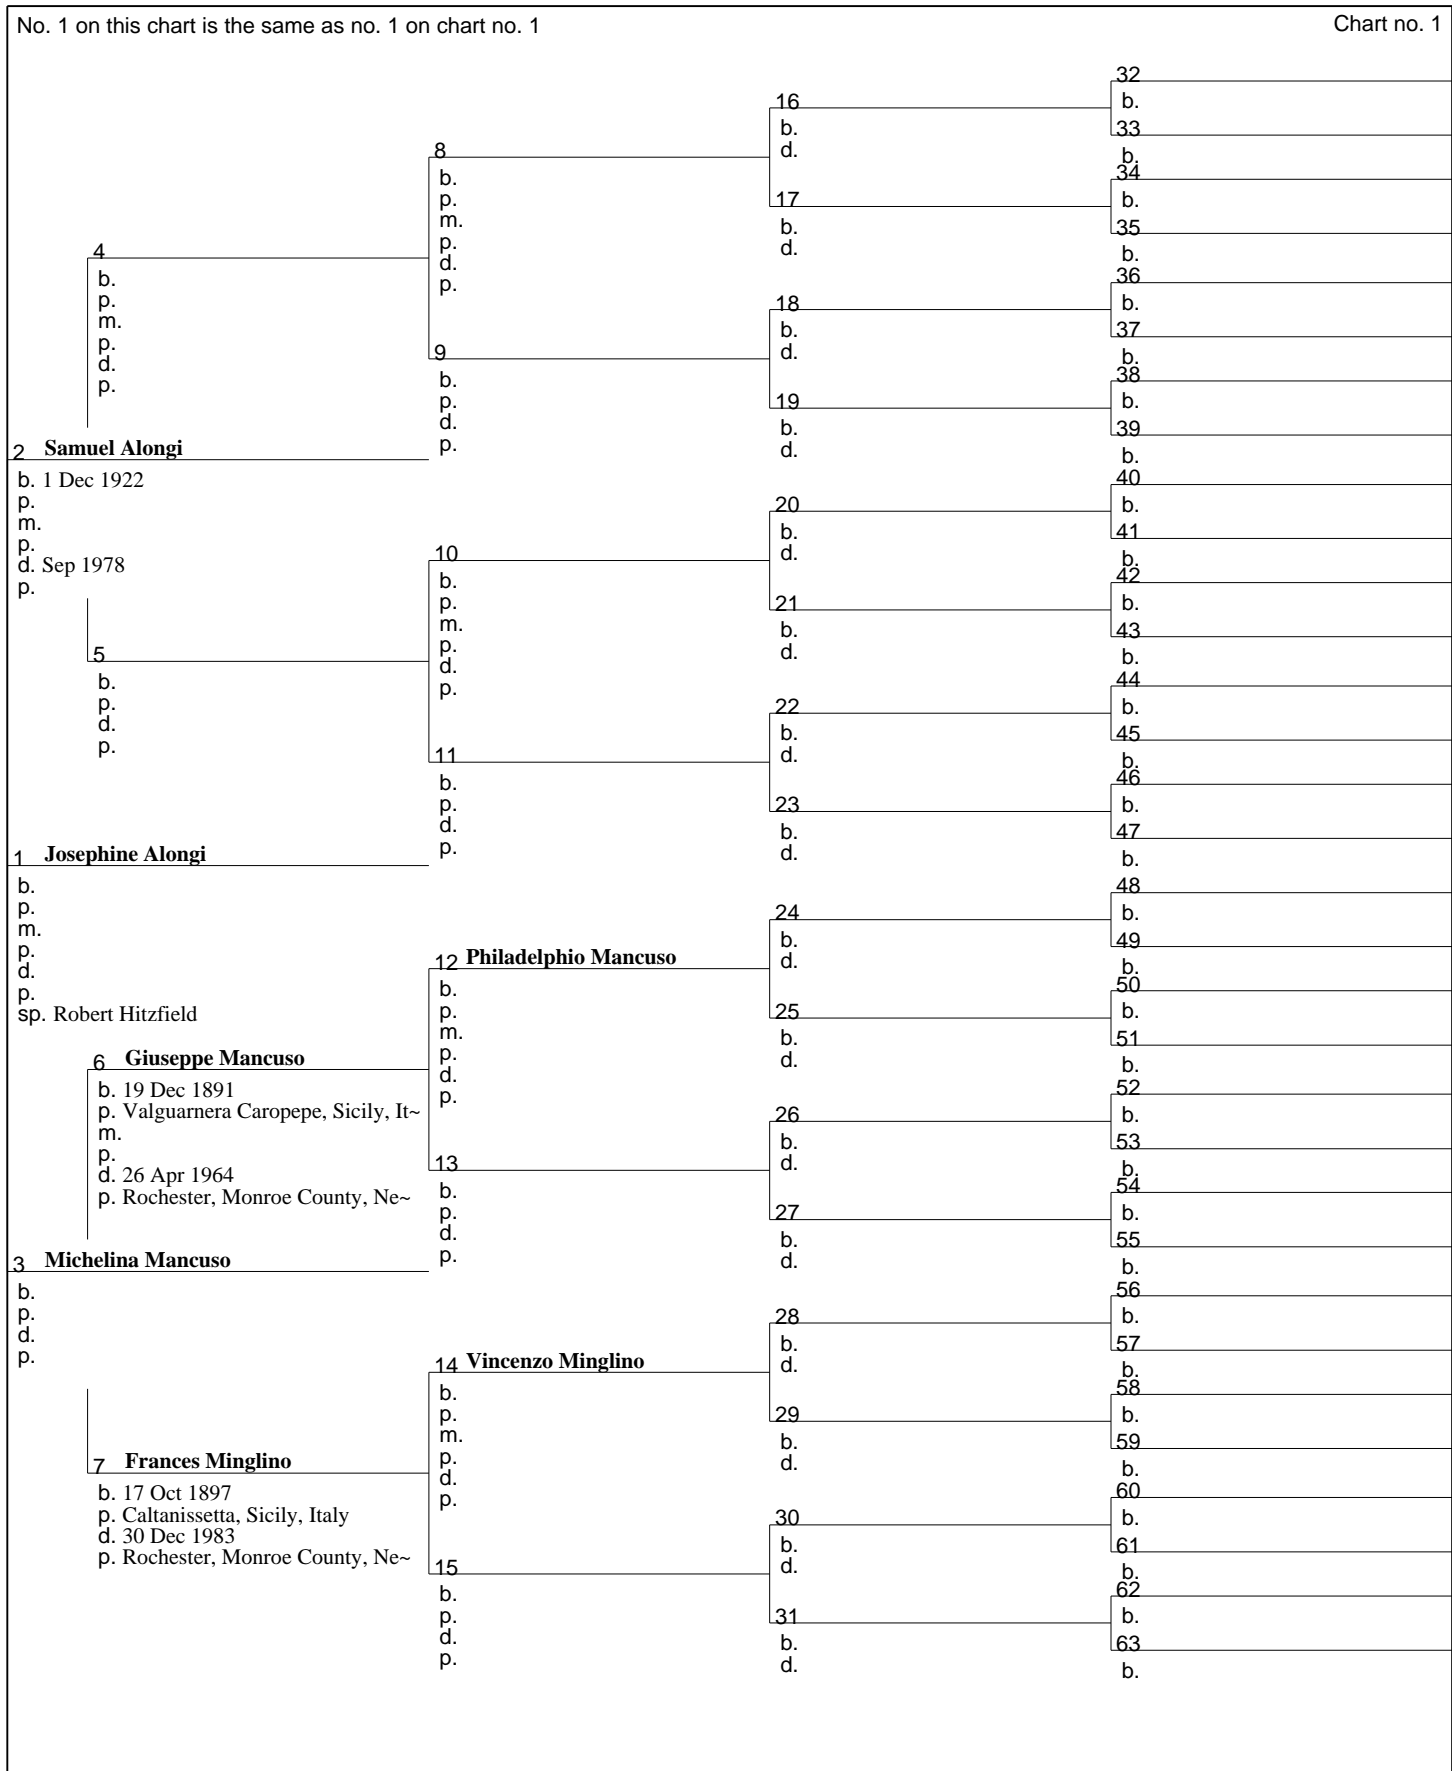 No. 1 on this chart is the same as no. 1 on chart no. 1
Chart no. 1
2 Samuel Alongi
b. 1 Dec 1922
p.
m.
p.
d. Sep 1978
p.
1 Josephine Alongi
b.
p.
m.
p.
d.
p.
sp. Robert Hitzfield
3 Michelina Mancuso
b.
p.
d.
p.
4
b.
p.
m.
p.
d.
p.
5
b.
p.
d.
p.
6 Giuseppe Mancuso
b. 19 Dec 1891
p. Valguarnera Caropepe, Sicily, It~
m.
p.
d. 26 Apr 1964
p. Rochester, Monroe County, Ne~
7 Frances Minglino
b. 17 Oct 1897
p. Caltanissetta, Sicily, Italy
d. 30 Dec 1983
p. Rochester, Monroe County, Ne~
8
b.
p.
m.
p.
d.
p.
9
b.
p.
d.
p.
10
b.
p.
m.
p.
d.
p.
11
b.
p.
d.
p.
12 Philadelphio Mancuso
b.
p.
m.
p.
d.
p.
13
b.
p.
d.
p.
14 Vincenzo Minglino
b.
p.
m.
p.
d.
p.
15
b.
p.
d.
p.
16
b.
d.
17
b.
d.
18
b.
d.
19
b.
d.
20
b.
d.
21
b.
d.
22
b.
d.
23
b.
d.
24
b.
d.
25
b.
d.
26
b.
d.
27
b.
d.
28
b.
d.
29
b.
d.
30
b.
d.
31
b.
d.
32
b.
33
b.
34
b.
35
b.
36
b.
37
b.
38
b.
39
b.
40
b.
41
b.
42
b.
43
b.
44
b.
45
b.
46
b.
47
b.
48
b.
49
b.
50
b.
51
b.
52
b.
53
b.
54
b.
55
b.
56
b.
57
b.
58
b.
59
b.
60
b.
61
b.
62
b.
63
b.